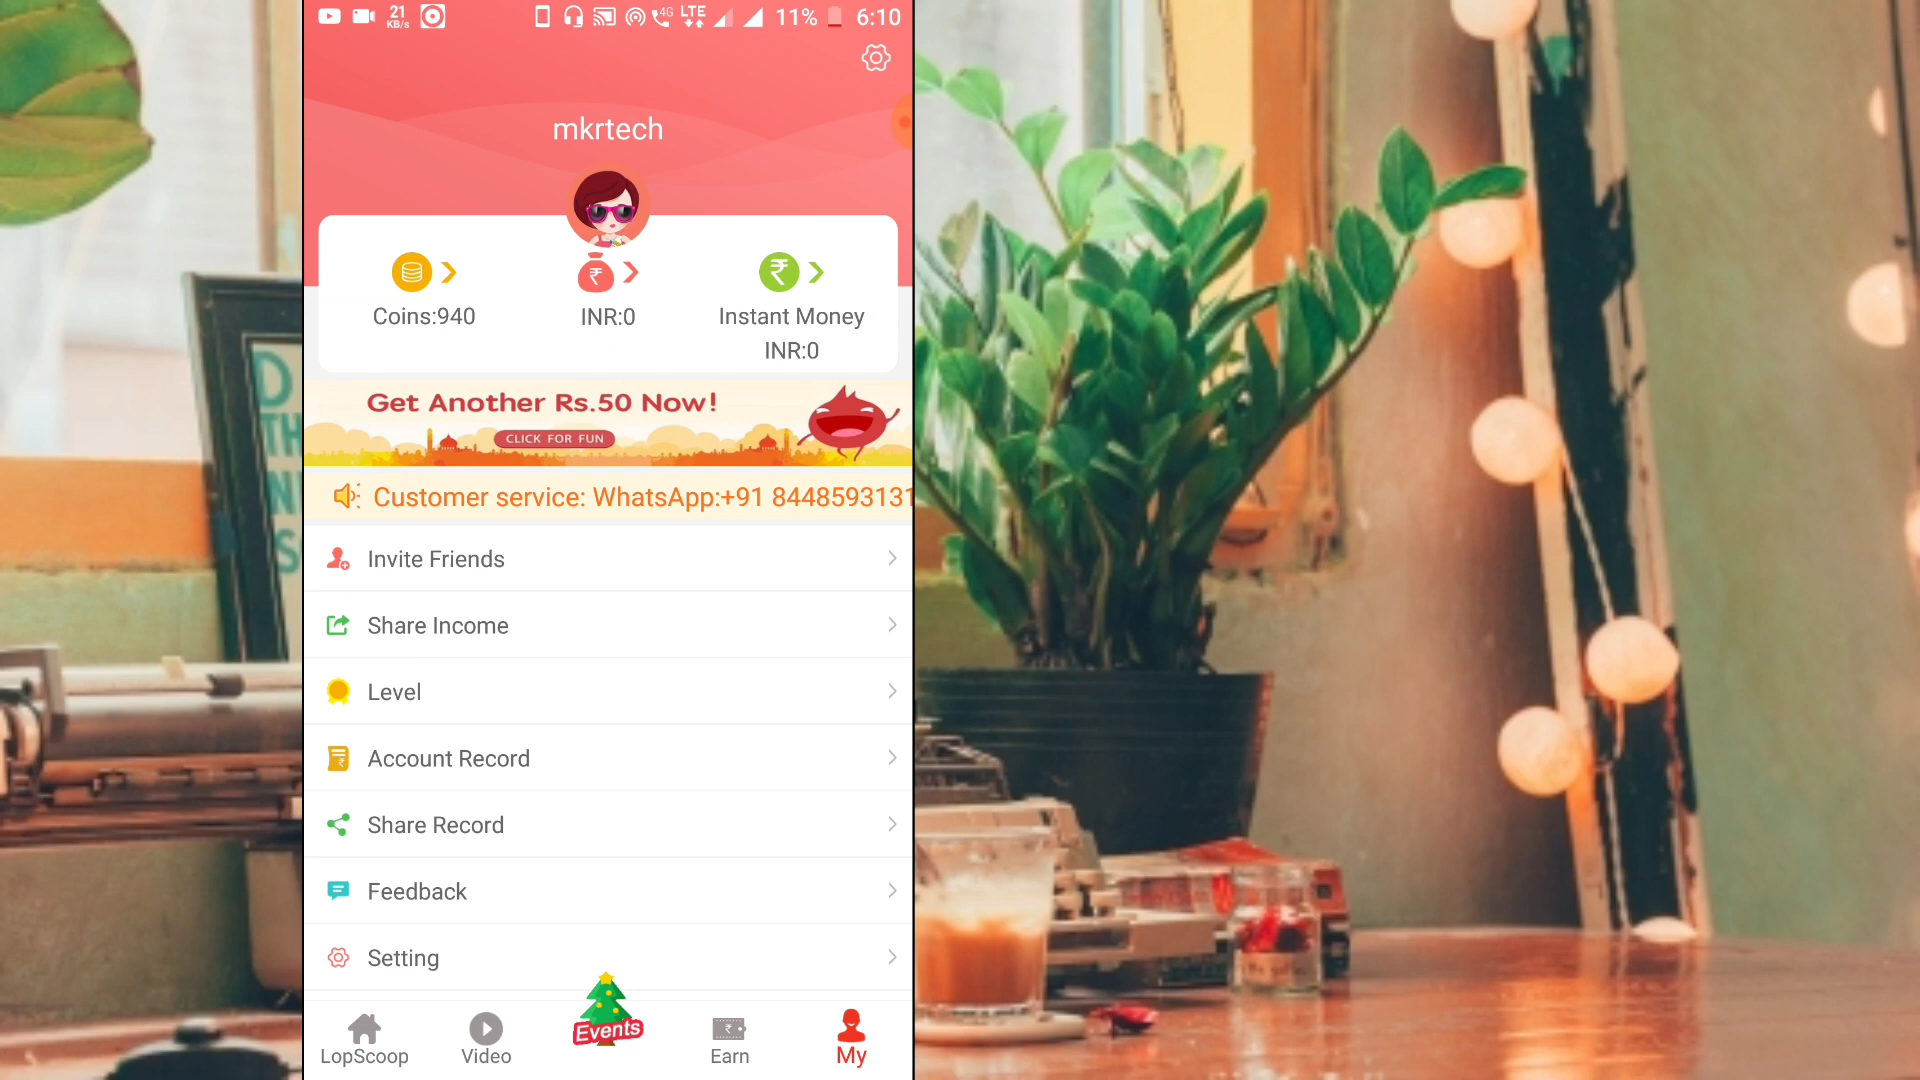 21
KB/s
4G
LTE
11%
6:10
mkrtech
Coins:940
INR:0
Instant Money
INR:0
Get Another Rs.50 Now!
CLICK FOR FUN
Customer service: WhatsApp:+91 8448593131
Invite Friends
Share Income
Level
Account Record
Share Record
Feedback
Setting
LopScoop
Video
Events
Earn
My